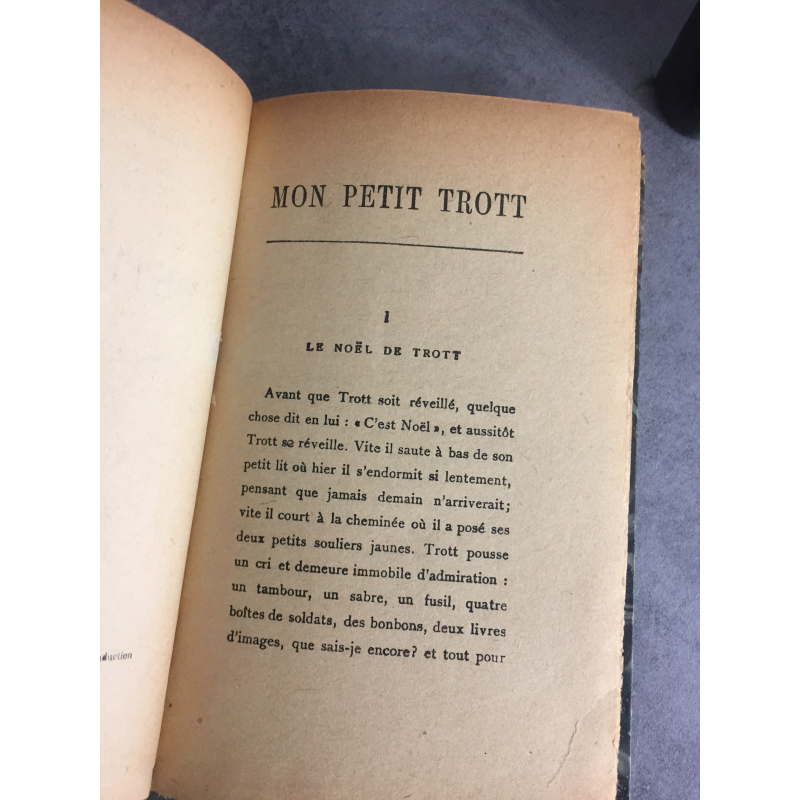 MON PETIT TROTT
I
LE NOËL DE TROTT
Avant que Trott soit réveillé, quelque
chose dit en lui : « C'est Noël », et aussitôt
Trott se réveille. Vite il saute à bas de son
petit lit où hier il s'endormit si lentement,
pensant que jamais demain n'arriverait;
vite il court à la cheminée où il a posé ses
deux petits souliers jaunes. Trott pousse
un cri et demeure immobile d'admiration :
un tambour, un sabre, un fusil, quatre
boîtes de soldats, des bonbons, deux livres
d'images, que sais-je encore? et tout pour